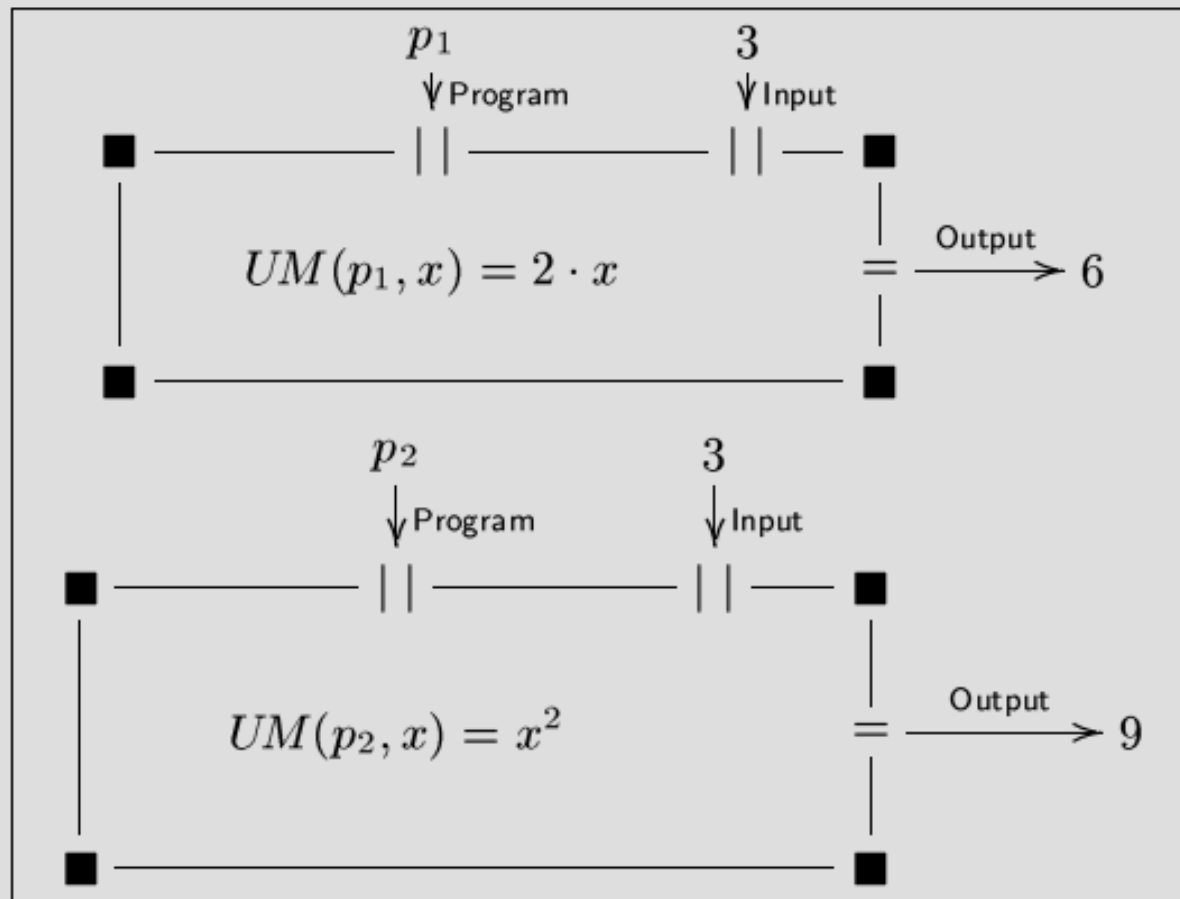 p₁ 3
Program Input
UM(p₁, x) = 2 · x
Output
= 6
p₂ 3
Program Input
UM(p₂, x) = x²
Output
= 9